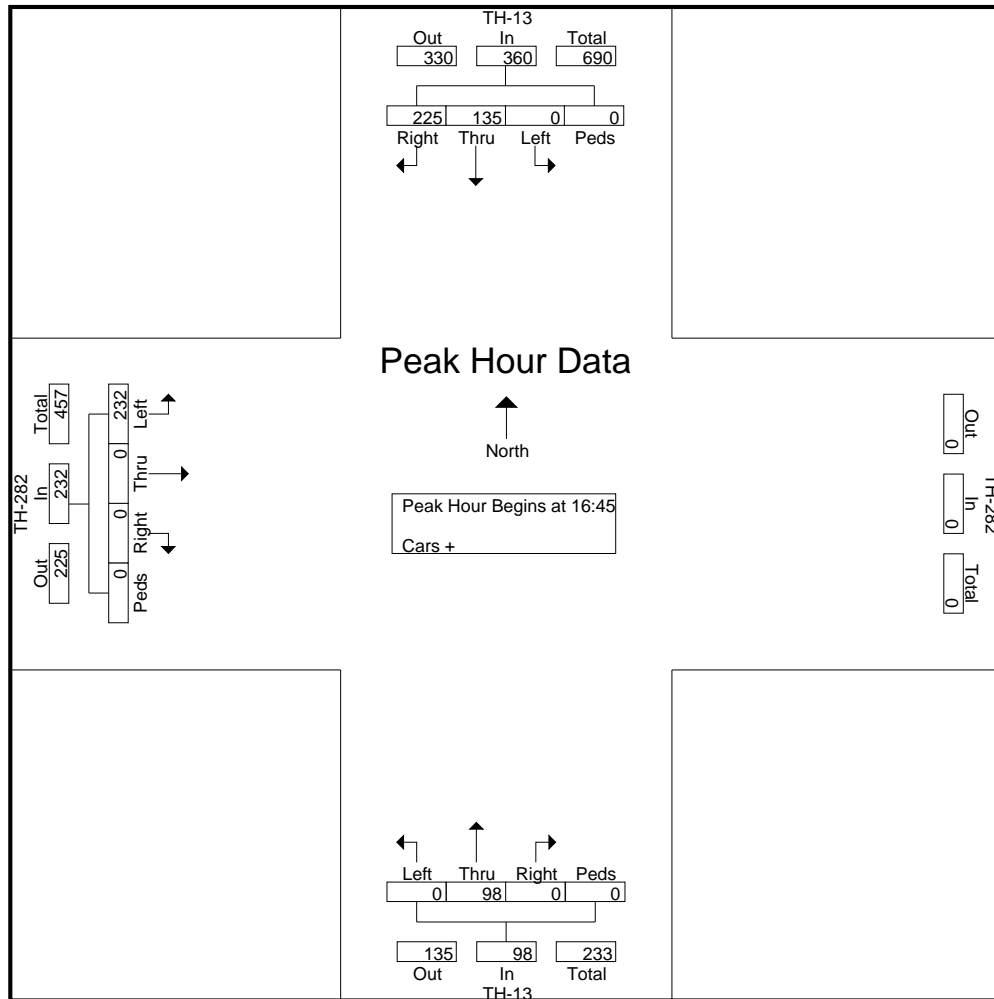 TH-13
Out In Total
330 360 690
225 135 0 0
Right Thru Left Peds
Peak Hour Data
North
Peak Hour Begins at 16:45
Cars +
TH-282
Total In Out
457 232 225
232 0 0 0
Left Thru Right Peds
Out In Total
0 0 0
TH-282
Left Thru Right Peds
0 98 0 0
135 98 233
Out In Total
TH-13